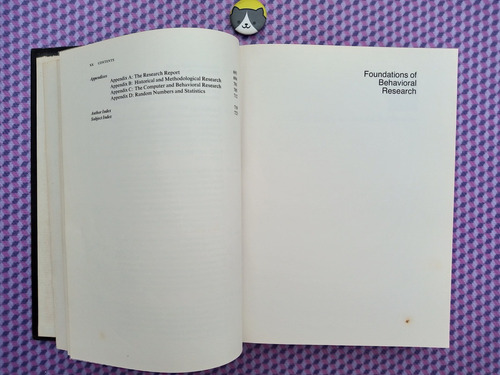 CONTENTS
Appendixes
Appendix A: The Research Report
Appendix B: Historical and Methodological Research
Appendix C: The Computer and Behavioral Research
Appendix D: Random Numbers and Statistics
Author Index
Subject Index
Foundations of
Behavioral
Research